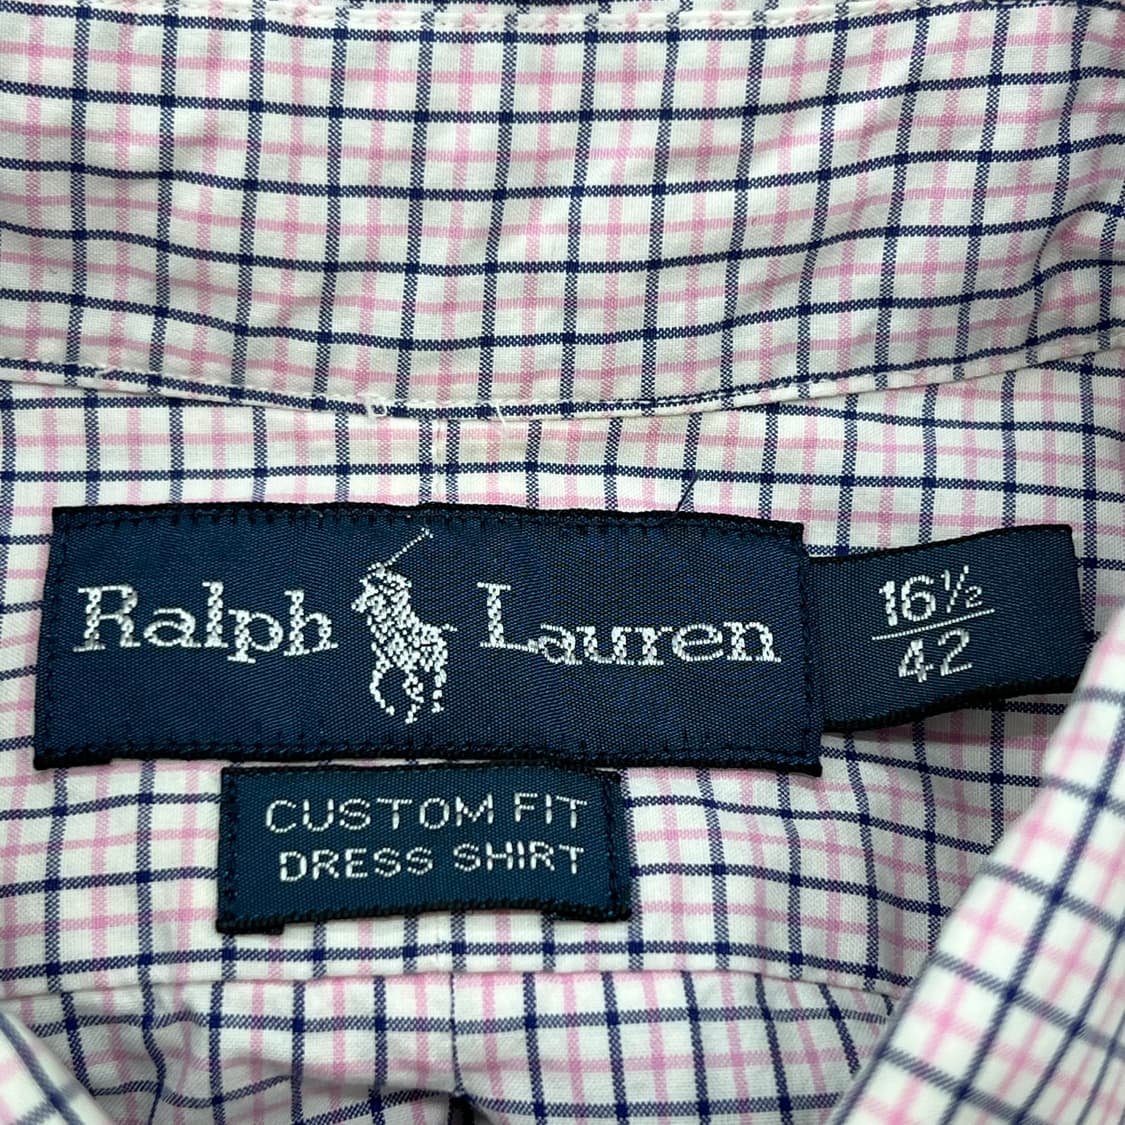 Ralph Lauren
16½
42
CUSTOM FIT
DRESS SHIRT